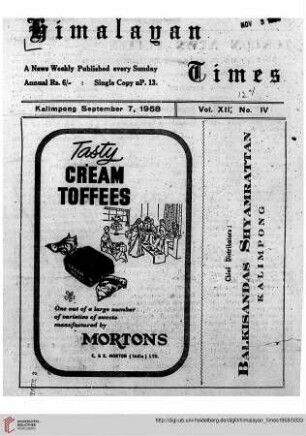 Himalayan
Times
A News Weekly Published every Sunday
Annual Rs. 6/- : Single Copy nP. 13.
Kalimpong September 7, 1958
Vol. XII, No. IV
Tasty
CREAM
TOFFEES
One out of a large number
of varieties of sweets
manufactured by
MORTONS
C. & E. MORTON (India) LTD.
Chief Distributors:
BALKISANDAS SHYAMRATTAN
KALIMPONG